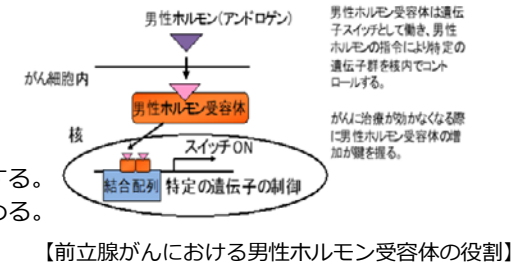 男性ホルモン(アンドロゲン)
がん細胞内
男性ホルモン受容体
核
スイッチON
結合配列
特定の遺伝子の制御
する。
める。
男性ホルモン受容体は遺伝
子スイッチとして働き、男性
ホルモンの指令により特定の
遺伝子群を核内でコント
ロールする。
がんに治療が効かなくなる際
に男性ホルモン受容体の増
加が鍵を握る。
【前立腺がんにおける男性ホルモン受容体の役割】